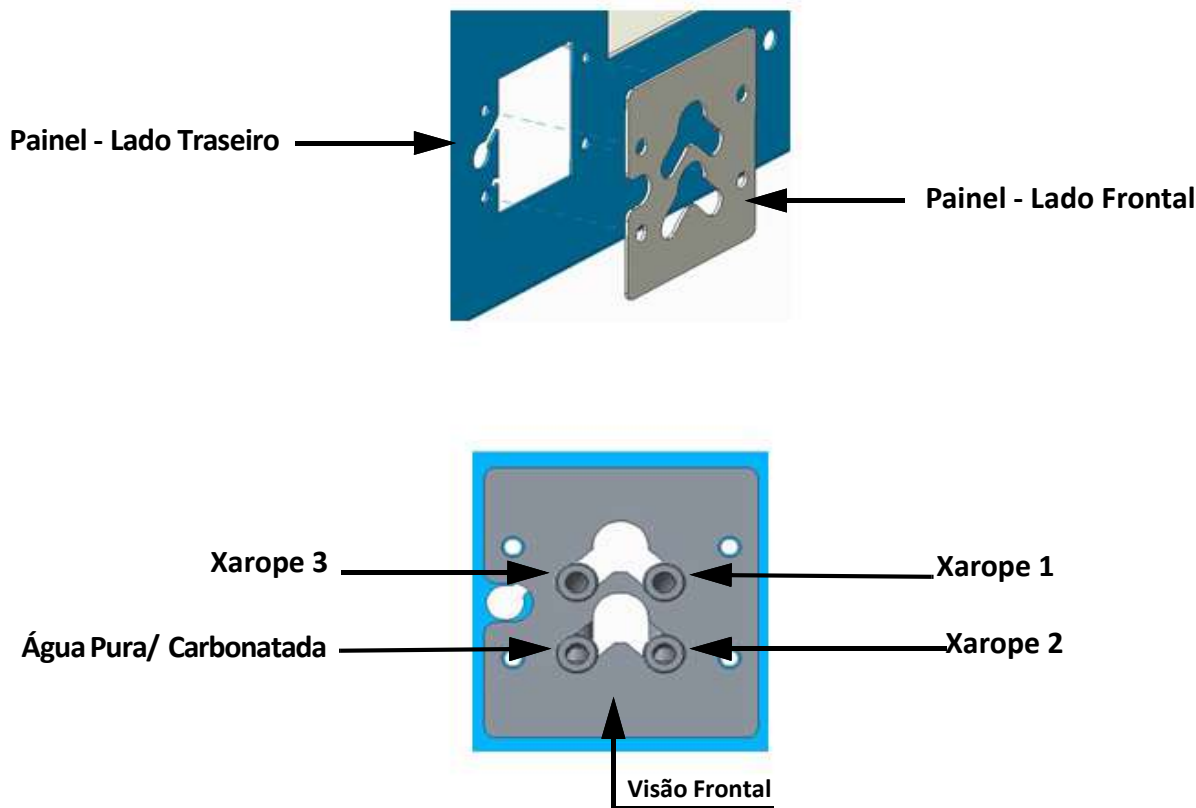 Painel - Lado Traseiro
Painel - Lado Frontal
Xarope 3
Xarope 1
Água Pura/ Carbonatada
Xarope 2
Visão Frontal